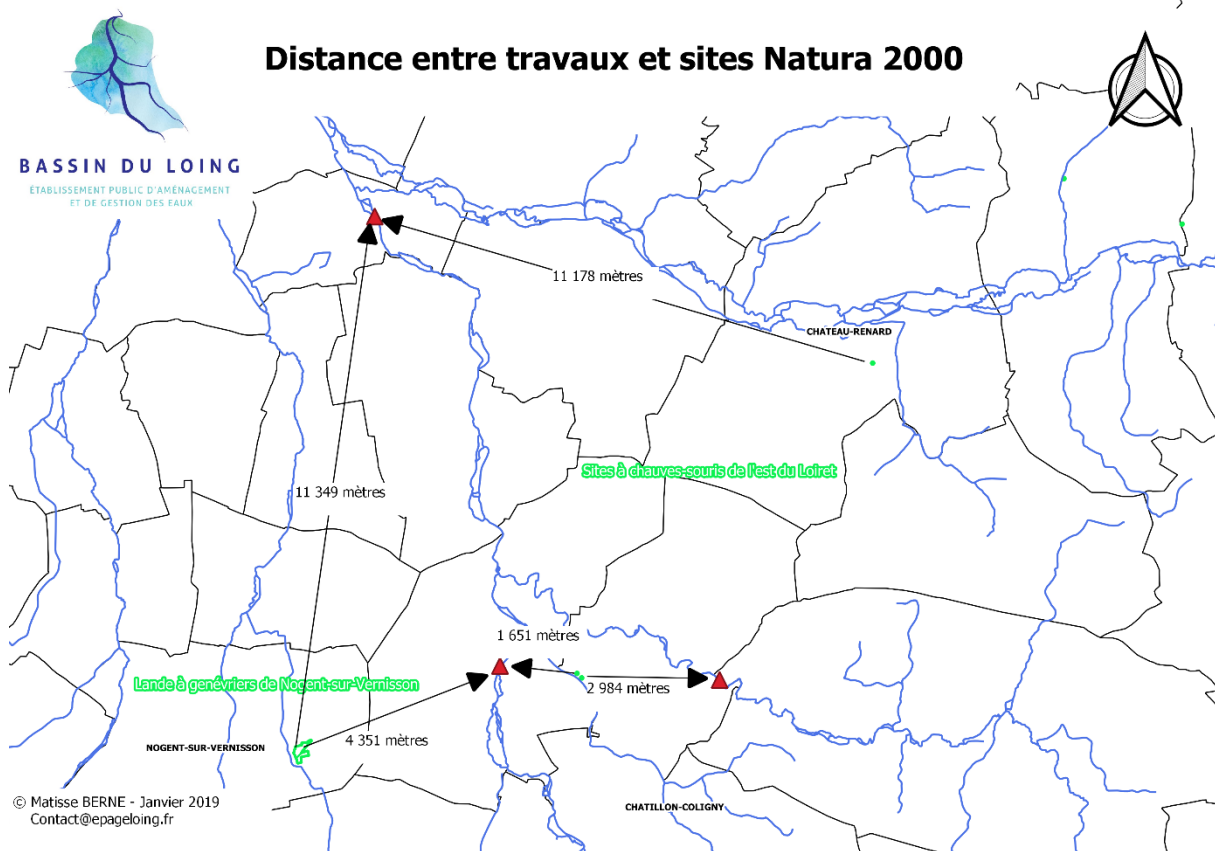 Distance entre travaux et sites Natura 2000
BASSIN DU LOING
ÉTABLISSEMENT PUBLIC D'AMÉNAGEMENT
ET DE GESTION DES EAUX
11 178 mètres
CHATEAU-RENARD
Sites à chauves-souris de l'est du Loiret
11 349 mètres
1 651 mètres
Lande à genévriers de Nogent-sur-Vernisson
2 984 mètres
4 351 mètres
NOGENT-SUR-VERNISSON
© Matisse BERNE - Janvier 2019
Contact@epageloing.fr
CHATILLON-COLIGNY